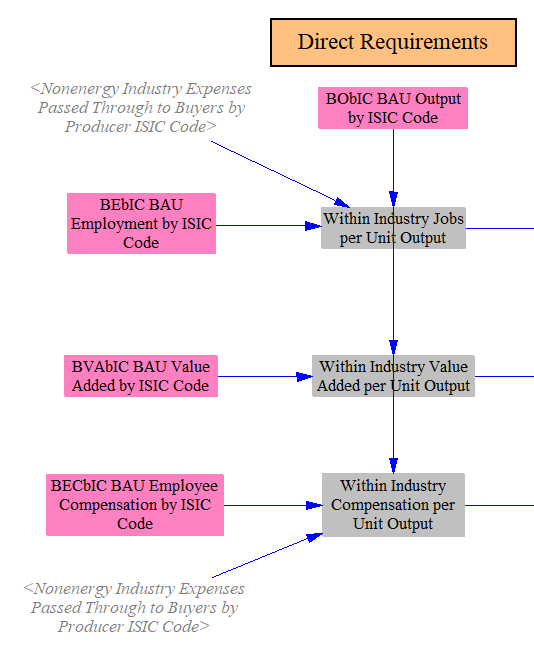 Direct Requirements
<Nonenergy Industry Expenses
Passed Through to Buyers by
Producer ISIC Code>
BObIC BAU Output
by ISIC Code
BEbIC BAU
Employment by ISIC
Code
Within Industry Jobs
per Unit Output
BVAbIC BAU Value
Added by ISIC Code
Within Industry Value
Added per Unit Output
BECbIC BAU Employee
Compensation by ISIC
Code
Within Industry
Compensation per
Unit Output
<Nonenergy Industry Expenses
Passed Through to Buyers by
Producer ISIC Code>